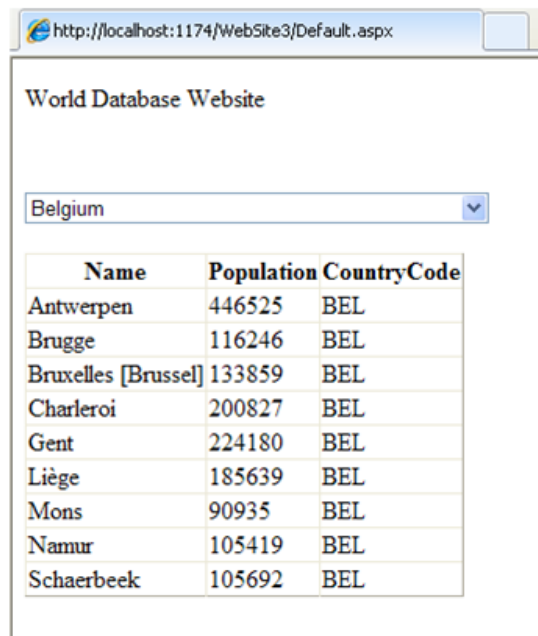 http://localhost:1174/WebSite3/Default.aspx
World Database Website
Belgium
Name Population CountryCode
Antwerpen 446525 BEL
Brugge 116246 BEL
Bruxelles [Brussel] 133859 BEL
Charleroi 200827 BEL
Gent 224180 BEL
Liège 185639 BEL
Mons 90935 BEL
Namur 105419 BEL
Schaerbeek 105692 BEL